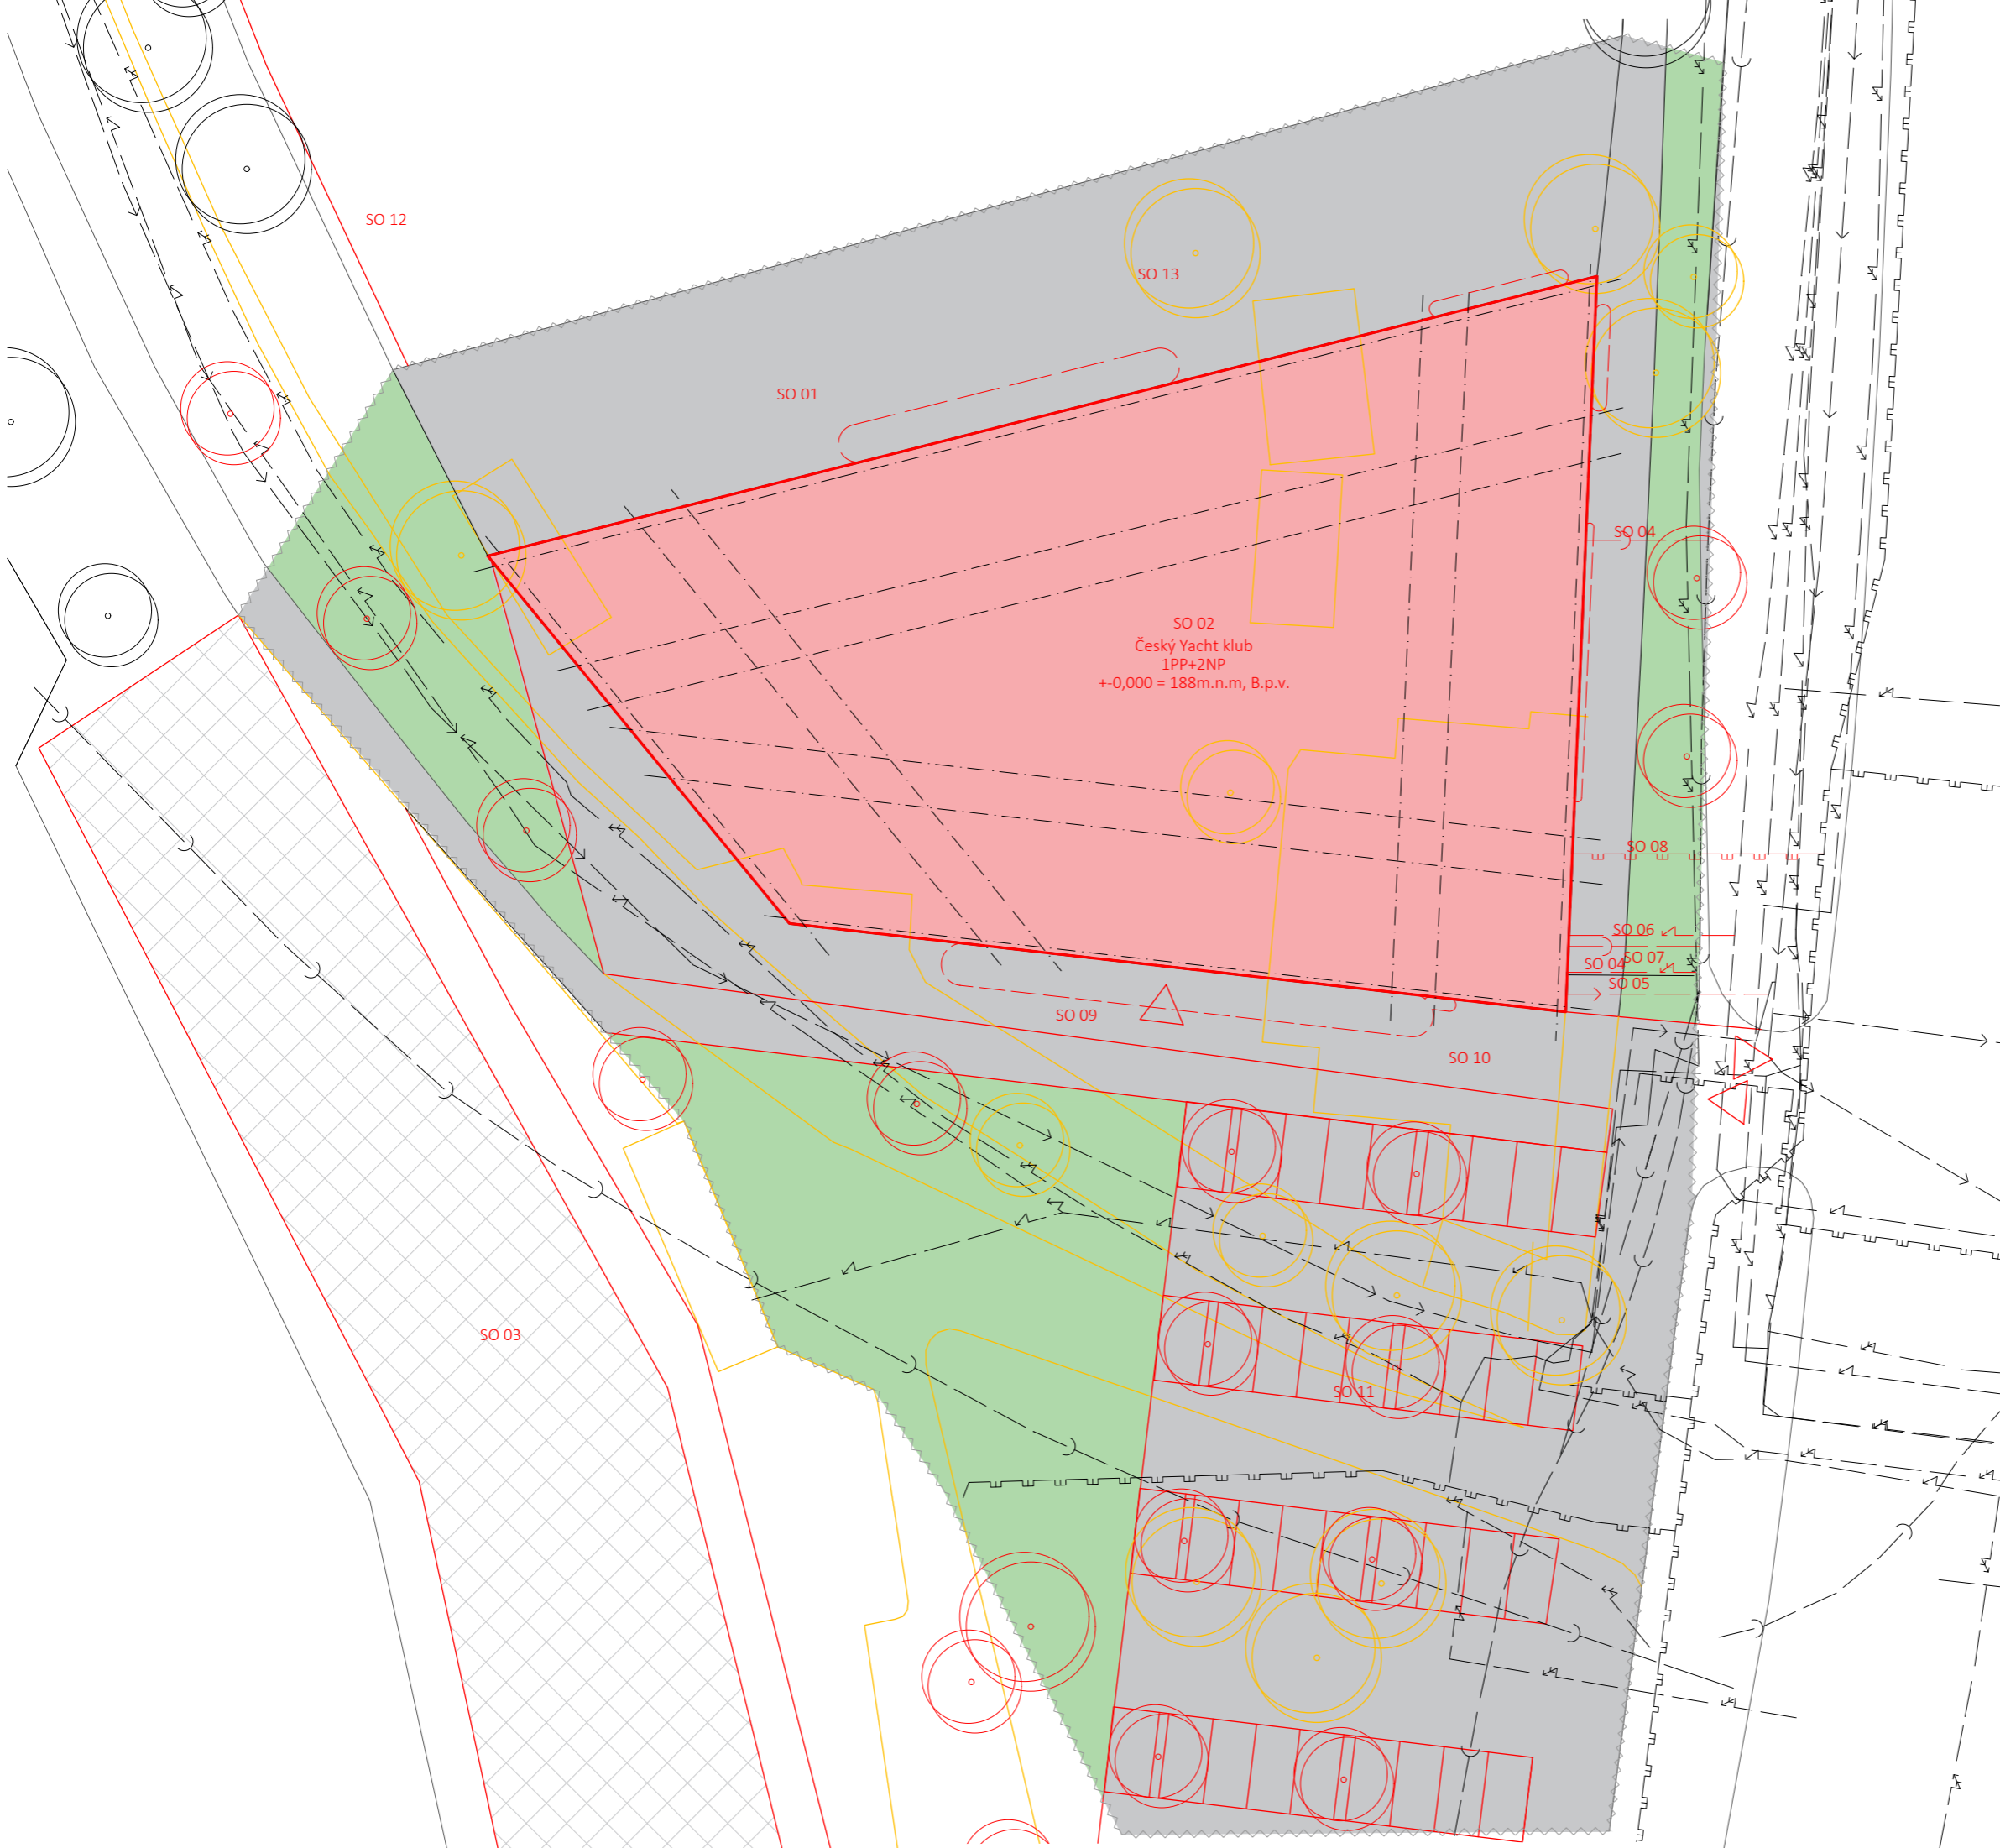 SO 12
SO 13
SO 01
SO 04
SO 02
Český Yacht klub
1PP+2NP
+-0,000 = 188m.n.m, B.p.v.
SO 08
SO 06
SO 07
SO 04
SO 05
SO 09
SO 10
SO 03
SO 11